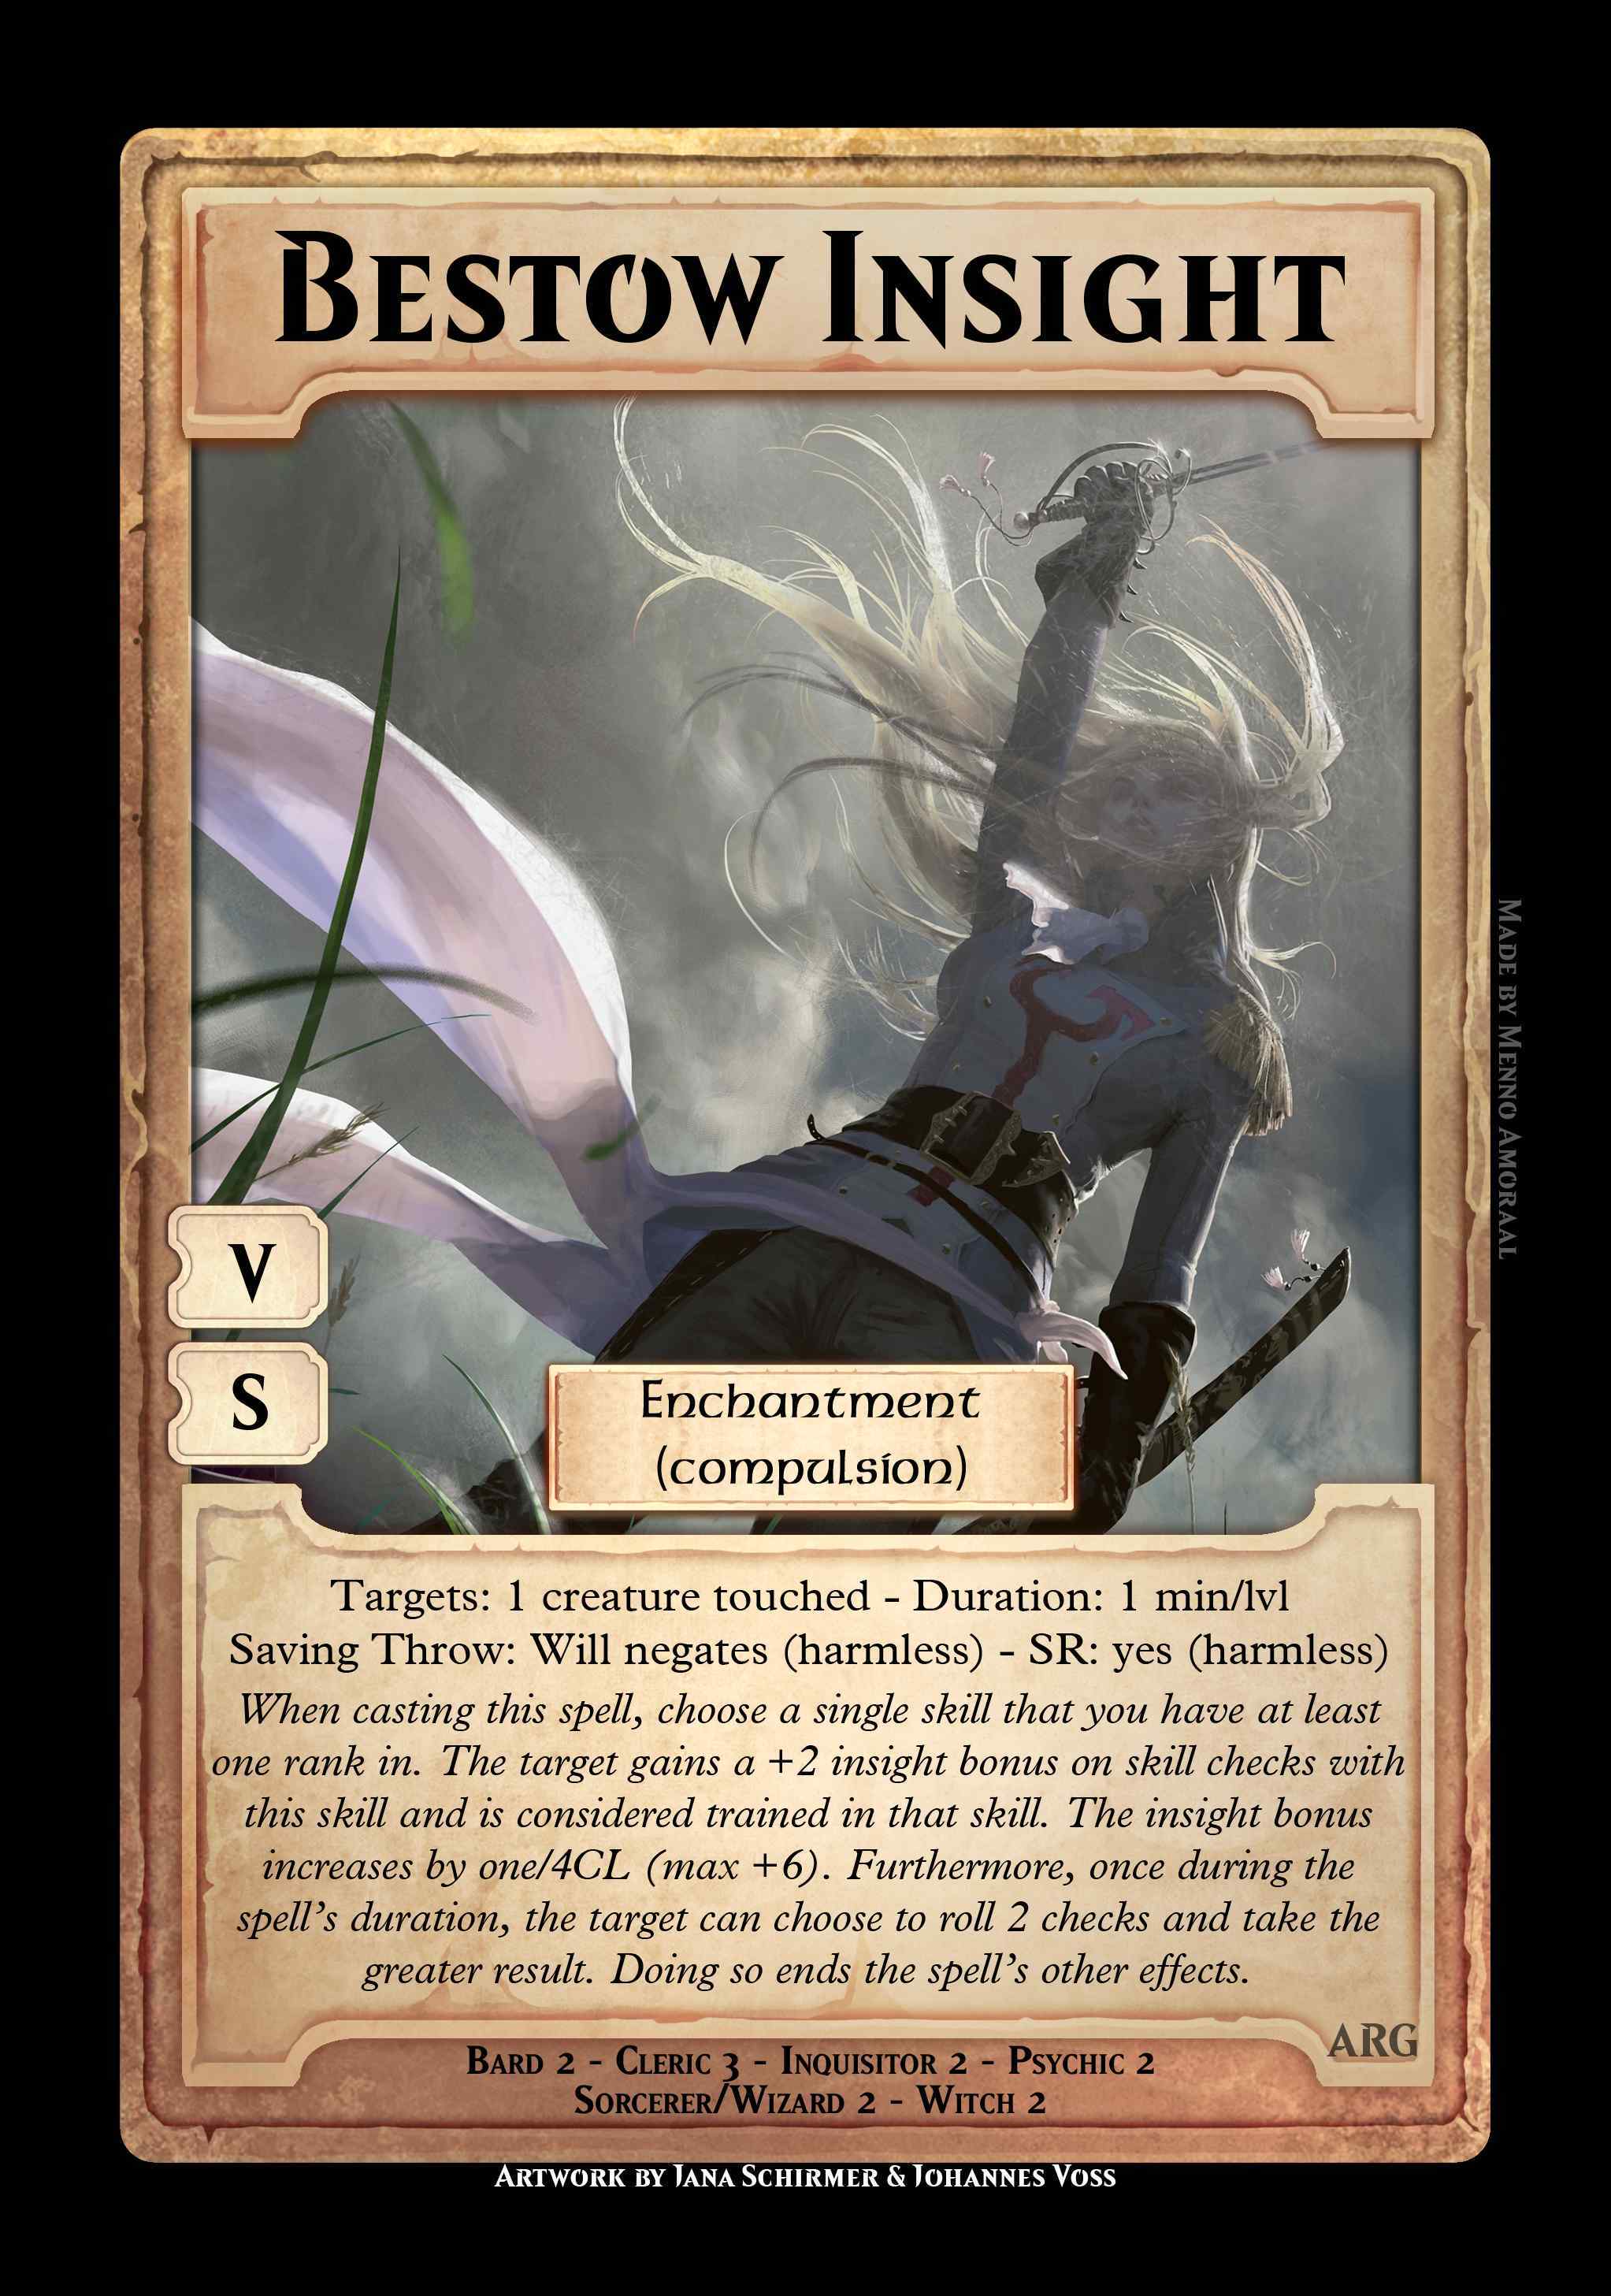 Bestow Insight
V
S
Enchantment
(compulsion)
Targets: 1 creature touched - Duration: 1 min/lvl
Saving Throw: Will negates (harmless) - SR: yes (harmless)
When casting this spell, choose a single skill that you have at least
one rank in. The target gains a +2 insight bonus on skill checks with
this skill and is considered trained in that skill. The insight bonus
increases by one/4CL (max +6). Furthermore, once during the
spell's duration, the target can choose to roll 2 checks and take the
greater result. Doing so ends the spell's other effects.
ARG
Bard 2 - Cleric 3 - Inquisitor 2 - Psychic 2
Sorcerer/Wizard 2 - Witch 2
Artwork by Jana Schirmer & Johannes Voss
Made by Menno Amoraal